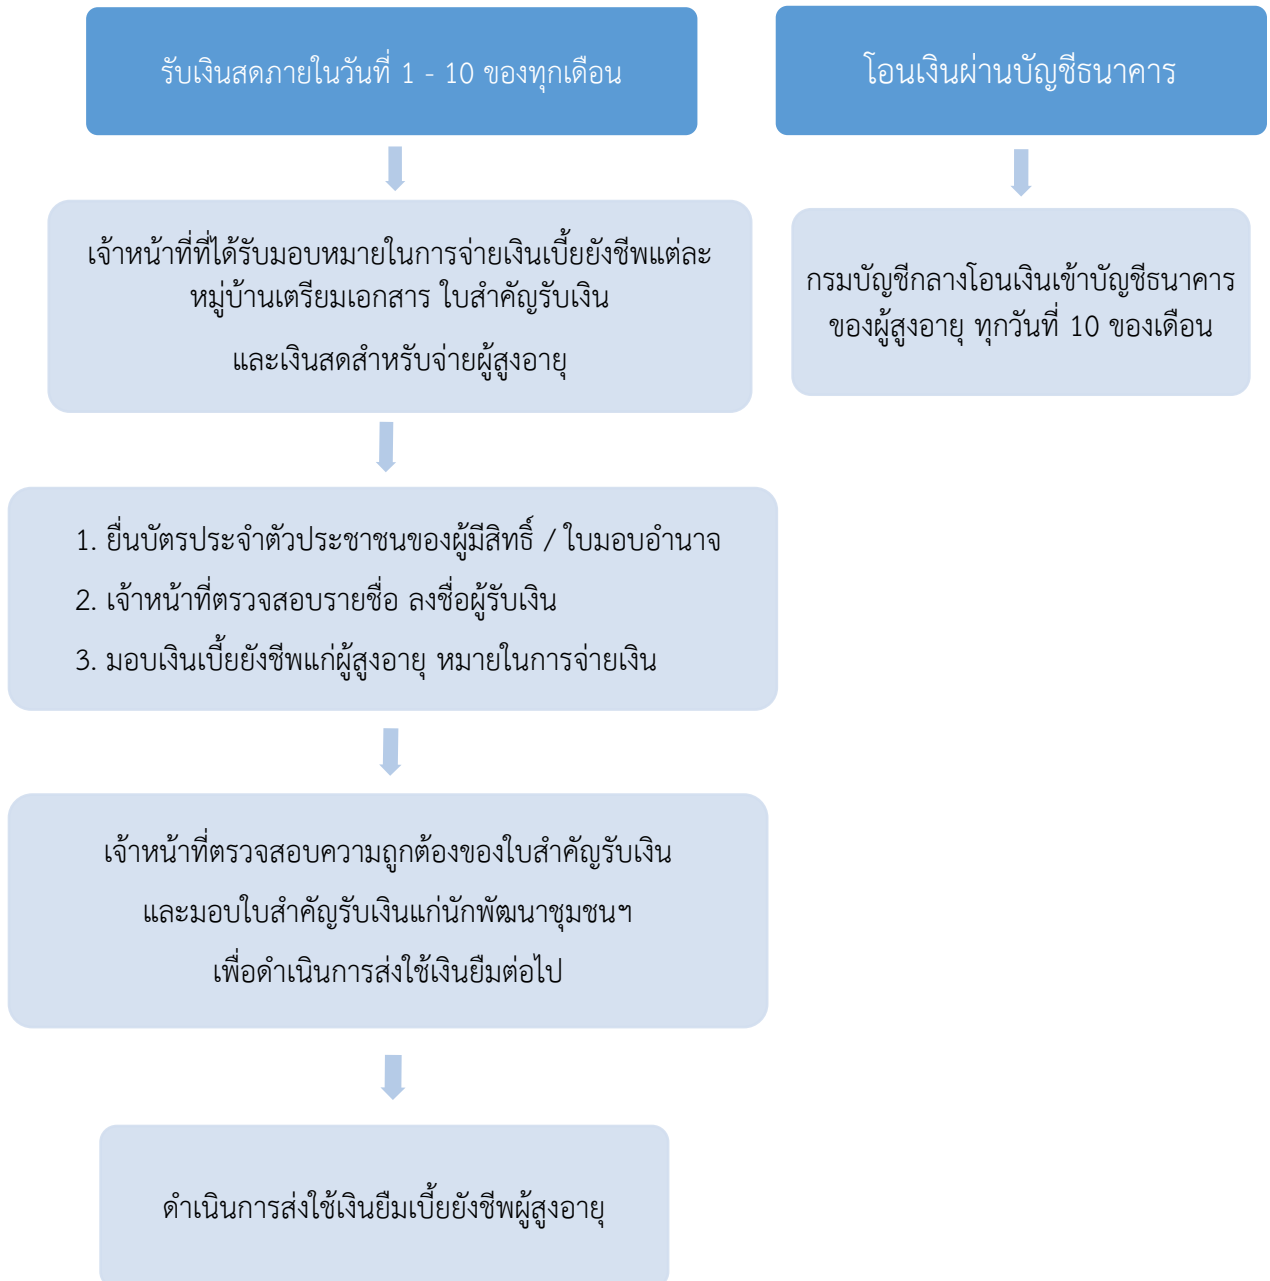 รับเงินสดภายในวันที่ 1 - 10 ของทุกเดือน
โอนเงินผ่านบัญชีธนาคาร
เจ้าหน้าที่ที่ได้รับมอบหมายในการจ่ายเงินเบี้ยยังชีพแต่ละ
หมู่บ้านเตรียมเอกสาร ใบสำคัญรับเงิน
และเงินสดสำหรับจ่ายผู้สูงอายุ
กรมบัญชีกลางโอนเงินเข้าบัญชีธนาคาร
ของผู้สูงอายุ ทุกวันที่ 10 ของเดือน
1. ยื่นบัตรประจำตัวประชาชนของผู้มีสิทธิ์ / ใบมอบอำนาจ
2. เจ้าหน้าที่ตรวจสอบรายชื่อ ลงชื่อผู้รับเงิน
3. มอบเงินเบี้ยยังชีพแก่ผู้สูงอายุ หมายในการจ่ายเงิน
เจ้าหน้าที่ตรวจสอบความถูกต้องของใบสำคัญรับเงิน
และมอบใบสำคัญรับเงินแก่นักพัฒนาชุมชนฯ
เพื่อดำเนินการส่งใช้เงินยืมต่อไป
ดำเนินการส่งใช้เงินยืมเบี้ยยังชีพผู้สูงอายุ